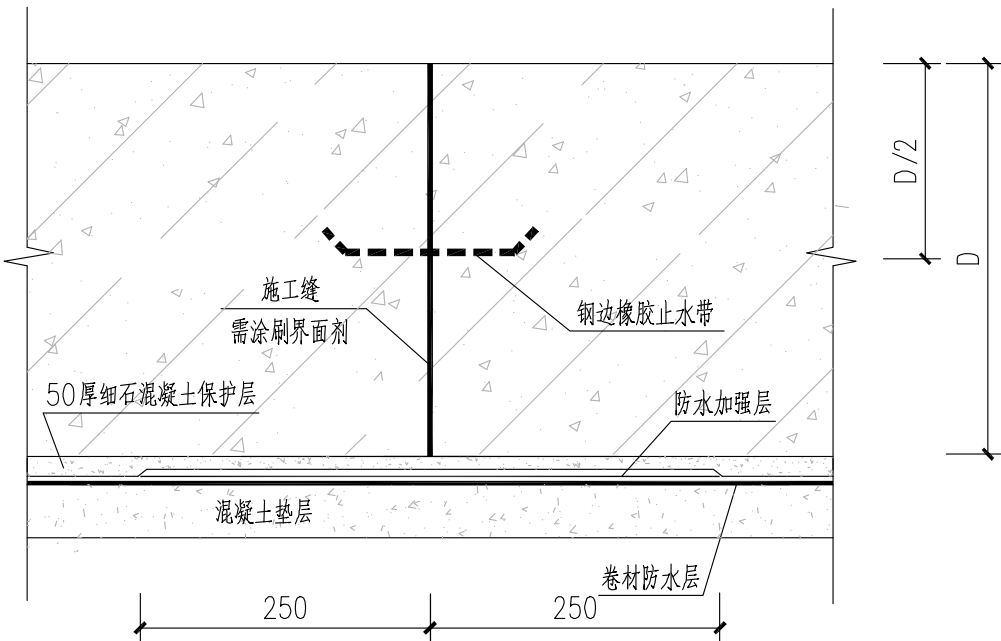 D/2
D
施工缝
需涂刷界面剂
钢边橡胶止水带
50厚细石混凝土保护层
防水加强层
混凝土垫层
卷材防水层
250
250